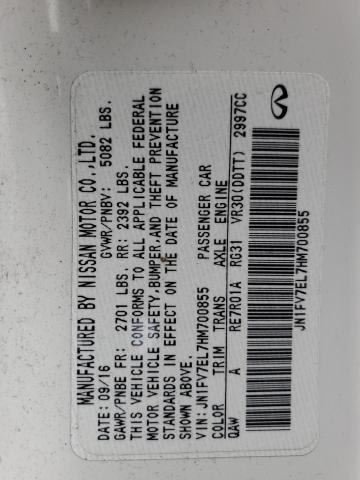 MANUFACTURED BY NISSAN MOTOR CO.,LTD.
DATE: 09/16 GVWR/PNBV: 5082 LBS.
GAWR/PNBE FR: 2701 LBS. RR: 2392 LBS.
THIS VEHICLE CONFORMS TO ALL APPLICABLE FEDERAL
MOTOR VEHICLE SAFETY,BUMPER,AND THEFT PREVENTION
STANDARDS IN EFFECT ON THE DATE OF MANUFACTURE
SHOWN ABOVE.
VIN: JN1FV7EL7HM700855 PASSENGER CAR
COLOR TRIM TRANS AXLE ENGINE
QAW A RE7R01A RG31 VR30(DDTT) 2997CC
JN1FV7EL7HM700855